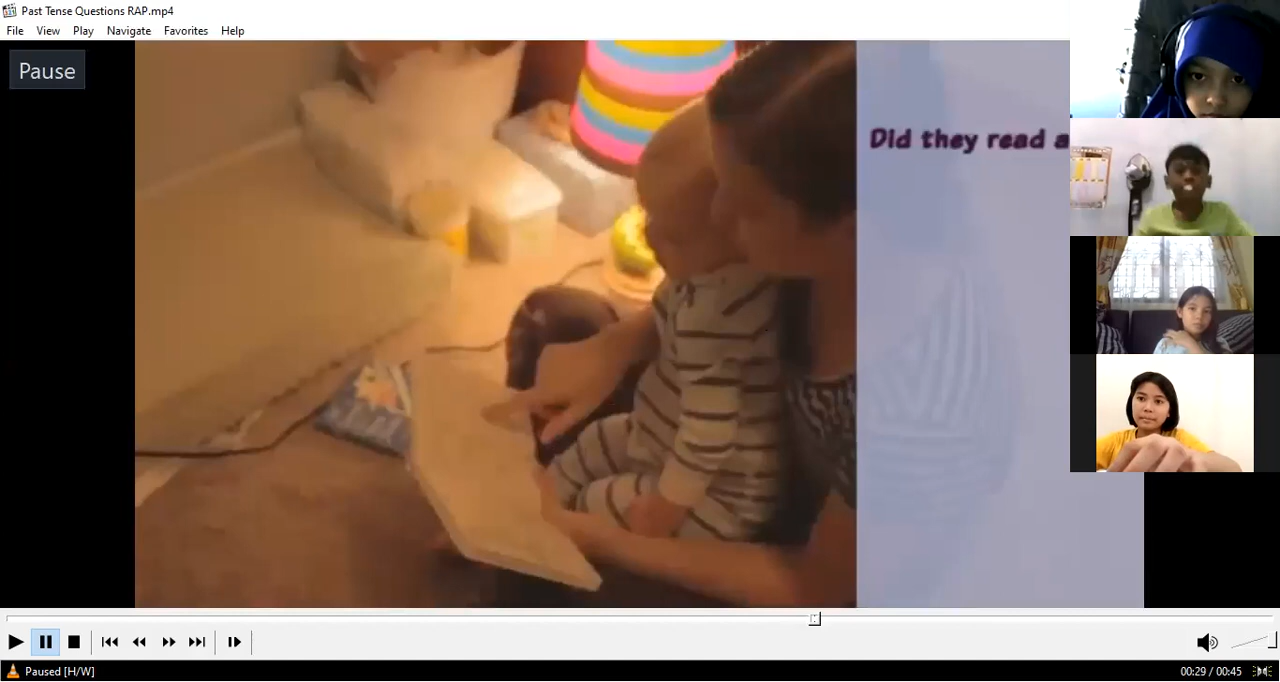 Past Tense Questions RAP.mp4
File View Play Navigate Favorites Help
Pause
Did they read a
Paused [H/W]
00:29 / 00:45